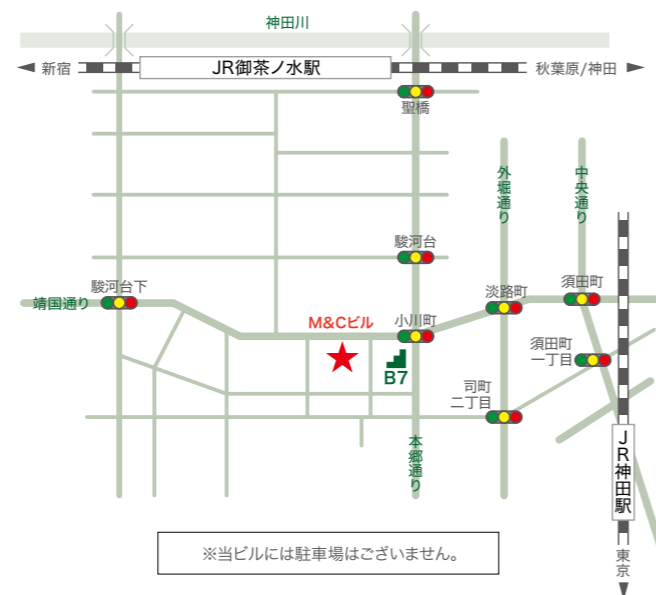 神田川
新宿
JR御茶ノ水駅
秋葉原/神田
聖橋
外堀通り
中央通り
駿河台
駿河台下
淡路町
須田町
靖国通り
M&Cビル
小川町
須田町
一丁目
B7
司町
二丁目
本郷通り
JR神田駅
※当ビルには駐車場はございません。
東京